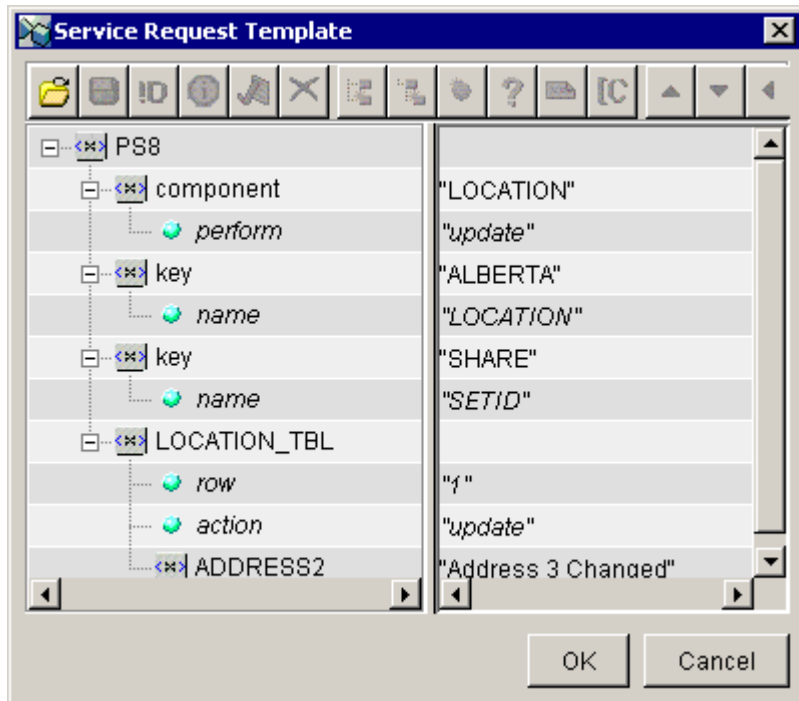 Service Request Template
!D ? [C
PS8
component "LOCATION"
perform "update"
key "ALBERTA"
name "LOCATION"
key "SHARE"
name "SETID"
LOCATION_TBL
row "1"
action "update"
ADDRESS2 "Address 3 Changed"
OK Cancel